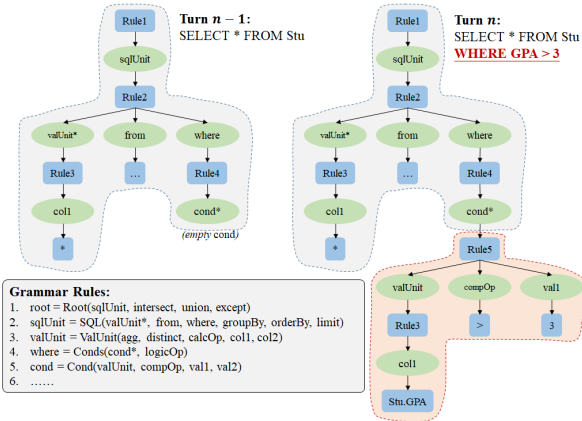 Turn n − 1:
SELECT * FROM Stu
Rule1
sqlUnit
Rule2
valUnit*
from
where
Rule3
...
Rule4
col1
cond*
*
(empty cond)
Turn n:
SELECT * FROM Stu
WHERE GPA > 3
Rule1
sqlUnit
Rule2
valUnit*
from
where
Rule3
...
Rule4
col1
cond*
*
Rule5
valUnit
compOp
val1
Rule3
>
3
col1
Stu.GPA
Grammar Rules:
1. root = Root(sqlUnit, intersect, union, except)
2. sqlUnit = SQL(valUnit*, from, where, groupBy, orderBy, limit)
3. valUnit = ValUnit(agg, distinct, calcOp, col1, col2)
4. where = Conds(cond*, logicOp)
5. cond = Cond(valUnit, compOp, val1, val2)
6. ……